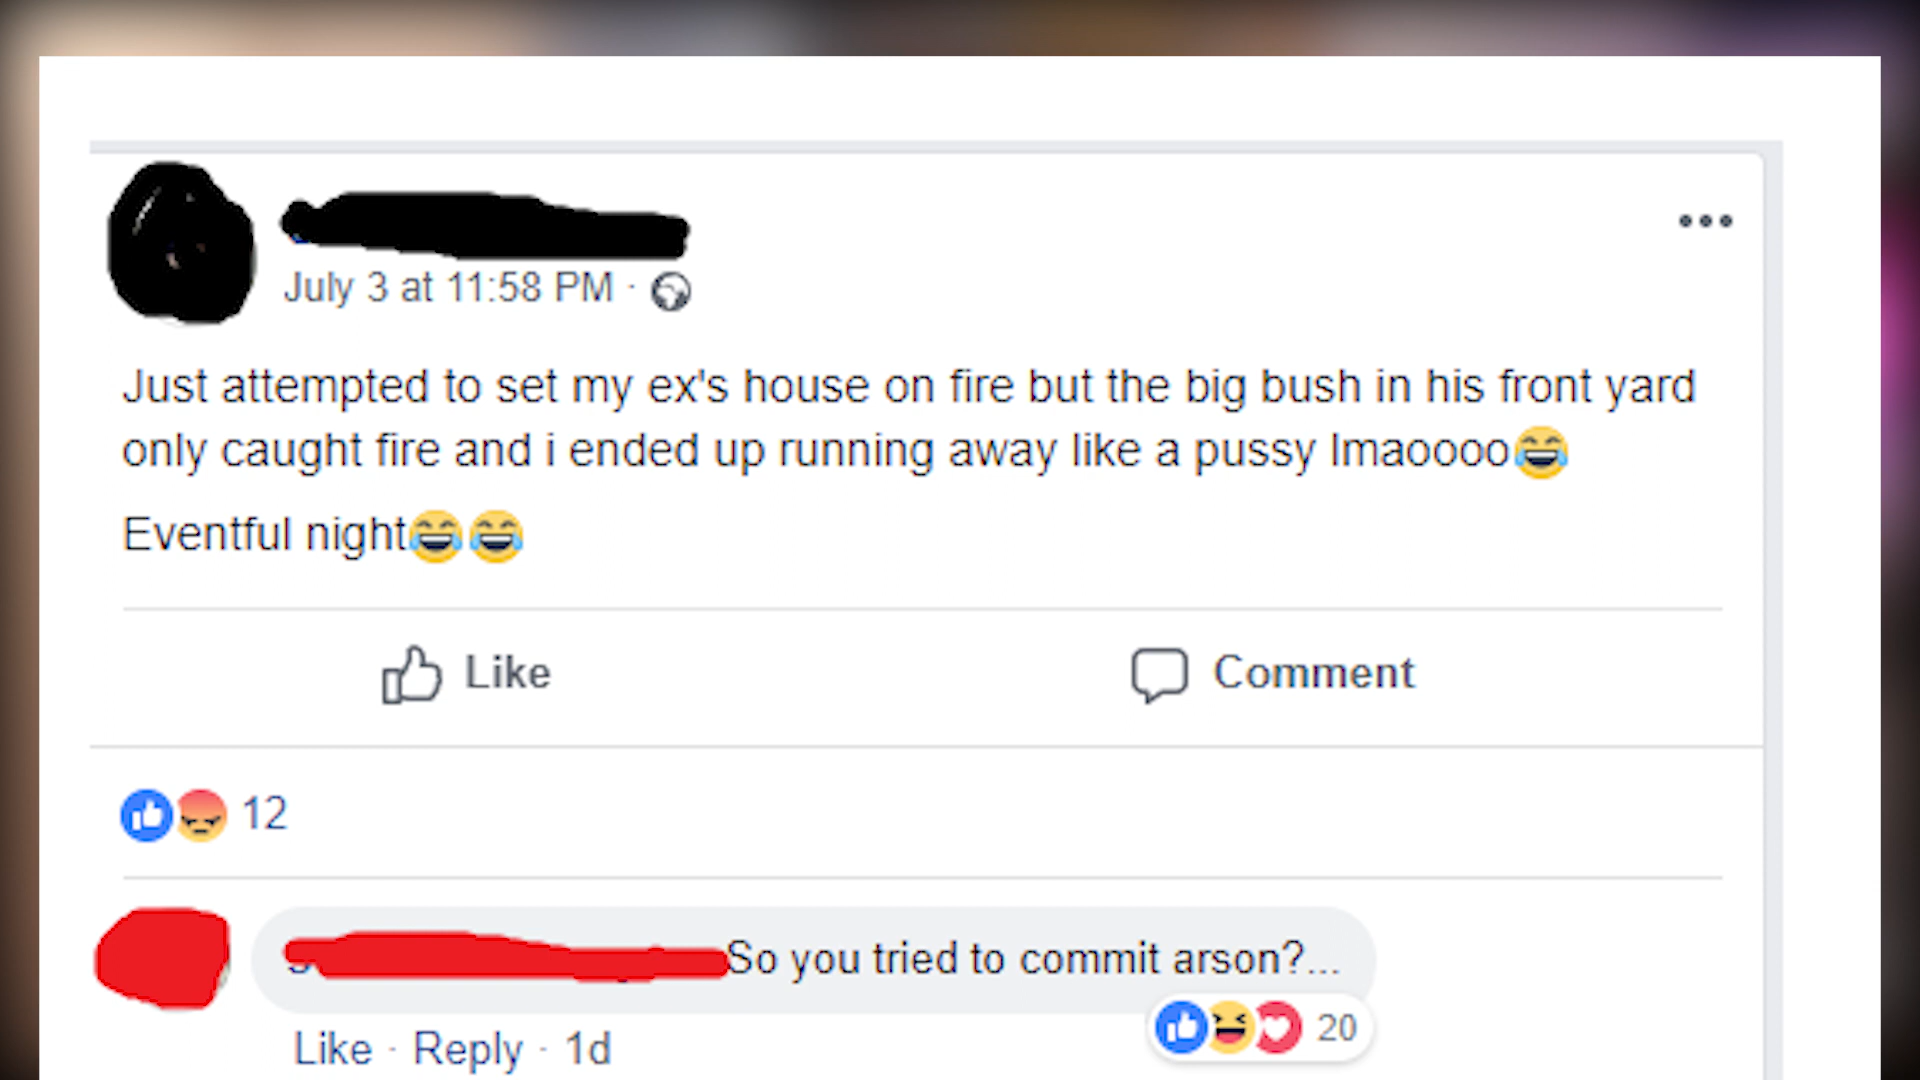 July 3 at 11:58 PM ·
Just attempted to set my ex's house on fire but the big bush in his front yard
only caught fire and i ended up running away like a pussy lmaoooo😂
Eventful night😂😂
Like
Comment
12
So you tried to commit arson?...
20
Like · Reply · 1d